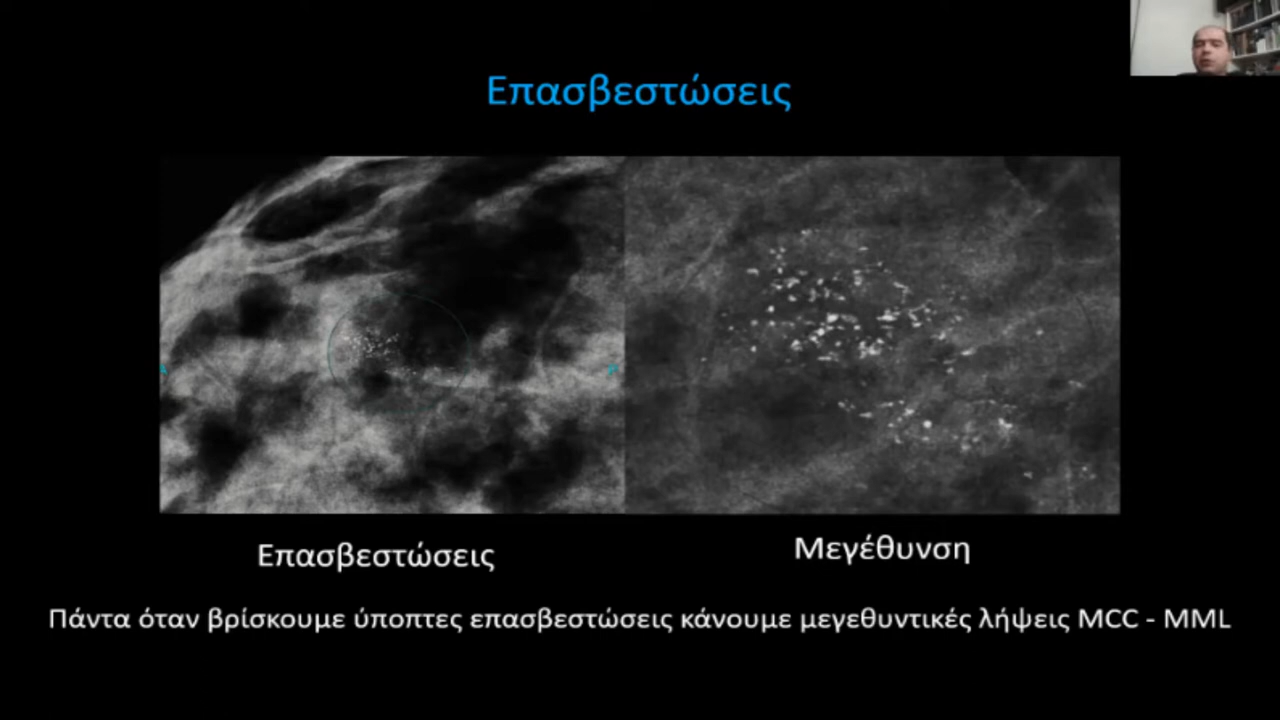 Επασβεστώσεις
Επασβεστώσεις
Μεγέθυνση
Πάντα όταν βρίσκουμε ύποπτες επασβεστώσεις κάνουμε μεγεθυντικές λήψεις MCC - MML